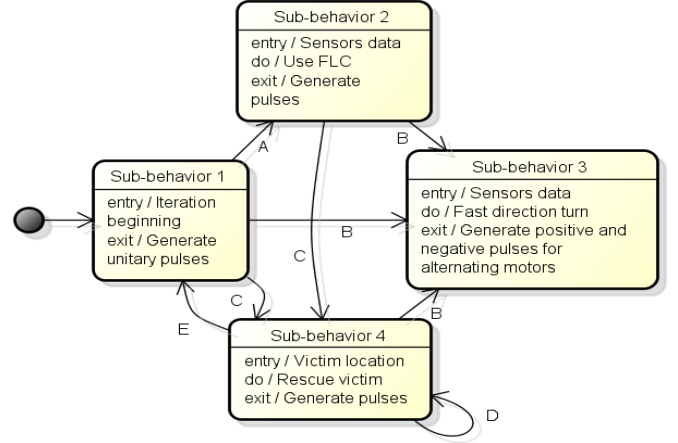 Sub-behavior 2
entry / Sensors data
do / Use FLC
exit / Generate
pulses
A
B
Sub-behavior 1
entry / Iteration
beginning
exit / Generate
unitary pulses
B
Sub-behavior 3
entry / Sensors data
do / Fast direction turn
exit / Generate positive and
negative pulses for
alternating motors
C
C
E
B
Sub-behavior 4
entry / Victim location
do / Rescue victim
exit / Generate pulses
D